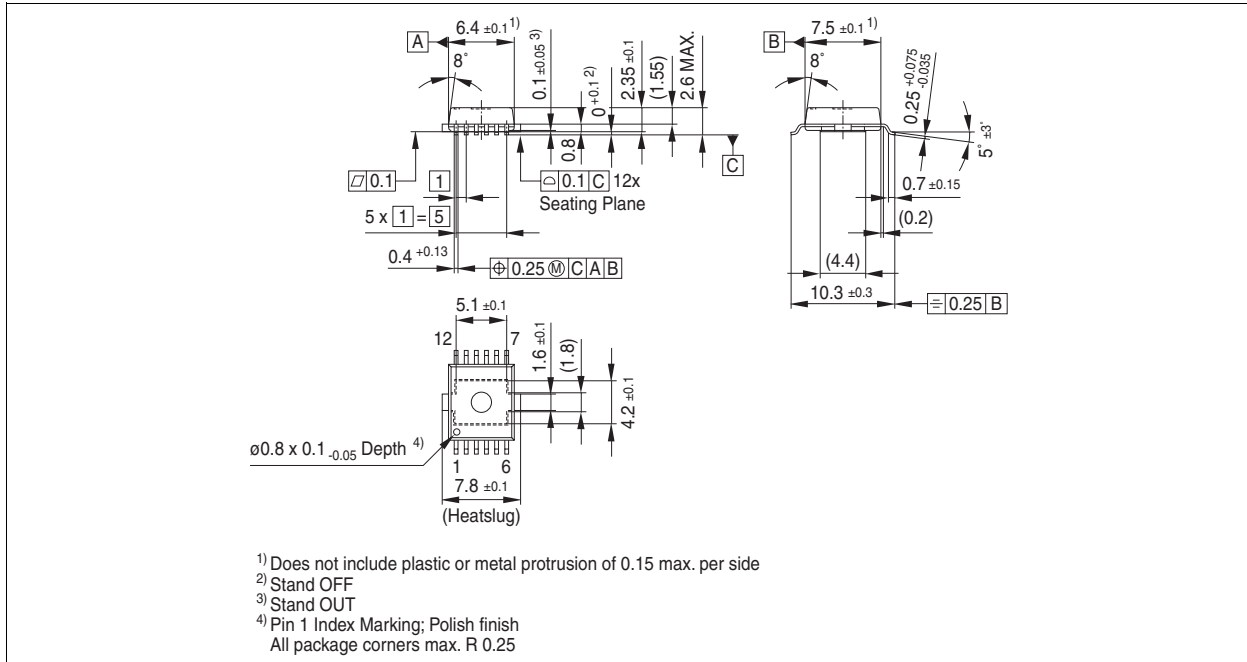 A
6.4 ±0.1 1)
8°
0.1 ±0.05 3)
0 +0.1 2)
2.35 ±0.1
(1.55)
2.6 MAX.
0.8
C
⏥ 0.1
1
⌓ 0.1 C 12x
Seating Plane
5 x 1 = 5
0.4 +0.13
⌖ 0.25 Ⓜ C A B
B
7.5 ±0.1 1)
8°
0.25 +0.075 -0.035
5° ±3°
0.7 ±0.15
(0.2)
(4.4)
10.3 ±0.3
⌯ 0.25 B
5.1 ±0.1
12
7
1.6 ±0.1
(1.8)
4.2 ±0.1
ø0.8 x 0.1 -0.05 Depth 4)
1
6
7.8 ±0.1
(Heatslug)
1) Does not include plastic or metal protrusion of 0.15 max. per side
2) Stand OFF
3) Stand OUT
4) Pin 1 Index Marking; Polish finish
All package corners max. R 0.25